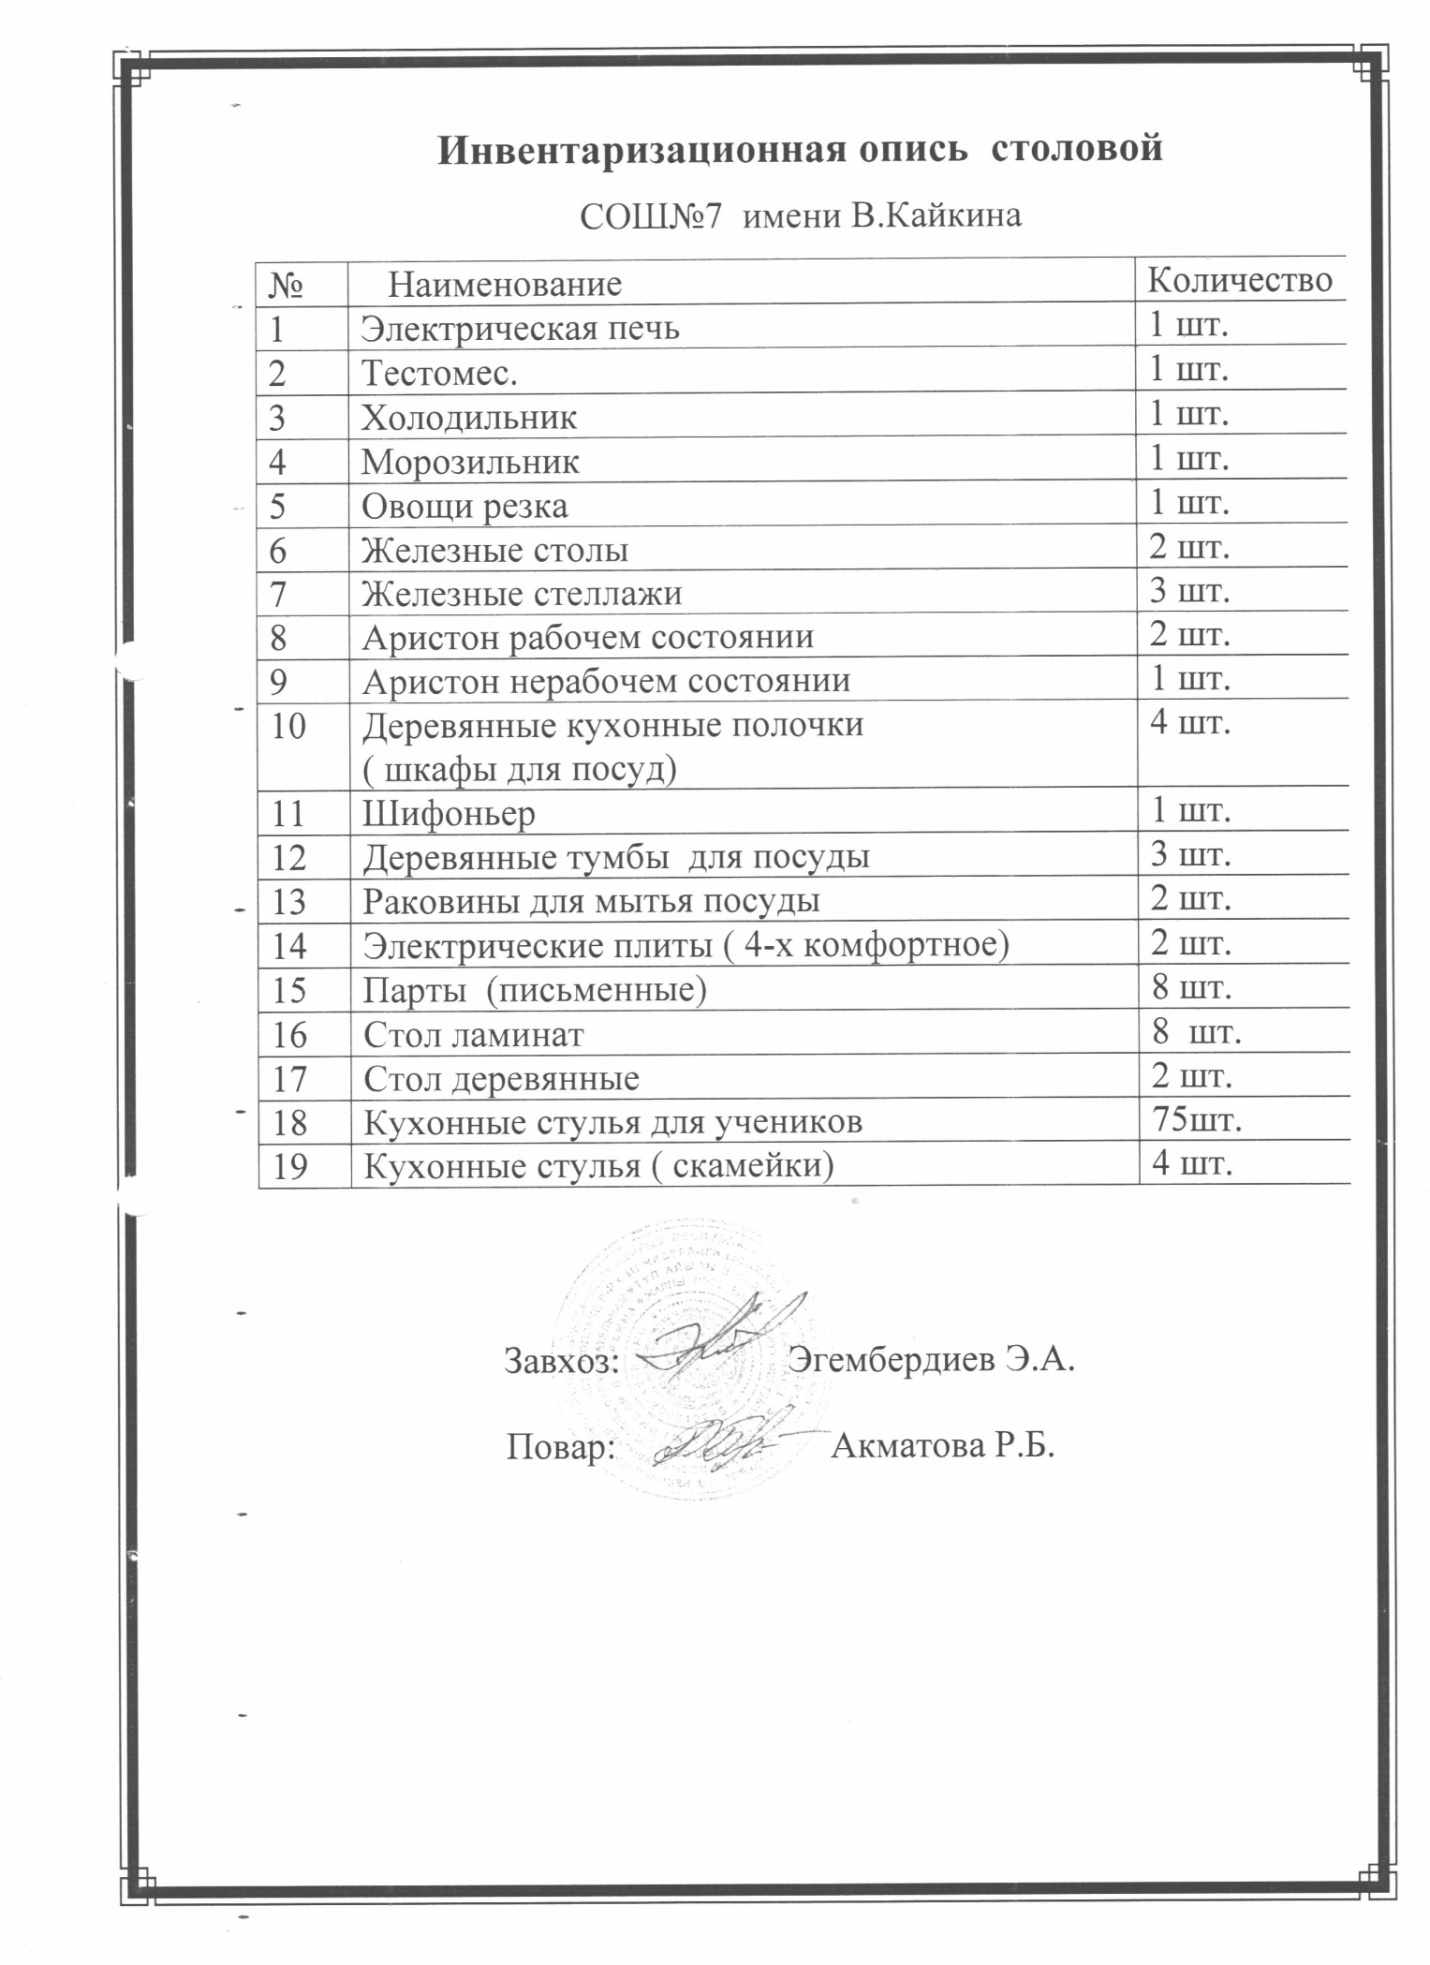 Инвентаризационная опись столовой
СОШ№7 имени В.Кайкина
№ Наименование Количество
1 Электрическая печь 1 шт.
2 Тестомес. 1 шт.
3 Холодильник 1 шт.
4 Морозильник 1 шт.
5 Овощи резка 1 шт.
6 Железные столы 2 шт.
7 Железные стеллажи 3 шт.
8 Аристон рабочем состоянии 2 шт.
9 Аристон нерабочем состоянии 1 шт.
10 Деревянные кухонные полочки 4 шт.
( шкафы для посуд)
11 Шифоньер 1 шт.
12 Деревянные тумбы для посуды 3 шт.
13 Раковины для мытья посуды 2 шт.
14 Электрические плиты ( 4-х комфортное) 2 шт.
15 Парты (письменные) 8 шт.
16 Стол ламинат 8 шт.
17 Стол деревянные 2 шт.
18 Кухонные стулья для учеников 75шт.
19 Кухонные стулья ( скамейки) 4 шт.
Завхоз: Эгембердиев Э.А.
Повар: Акматова Р.Б.